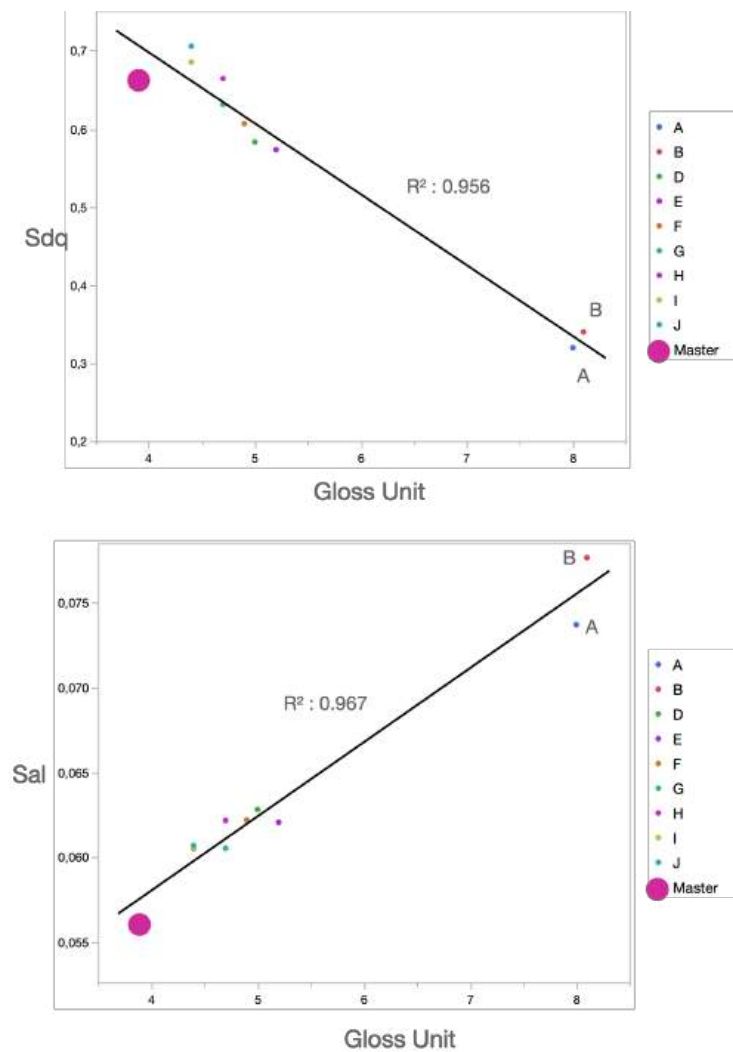 0,7
0,6
0,5
0,4
0,3
0,2
Sdq
R² : 0.956
B
A
4 5 6 7 8
Gloss Unit
A
B
D
E
F
G
H
I
J
Master
0,075
0,070
0,065
0,060
0,055
Sal
R² : 0.967
B
A
4 5 6 7 8
Gloss Unit
A
B
D
E
F
G
H
I
J
Master